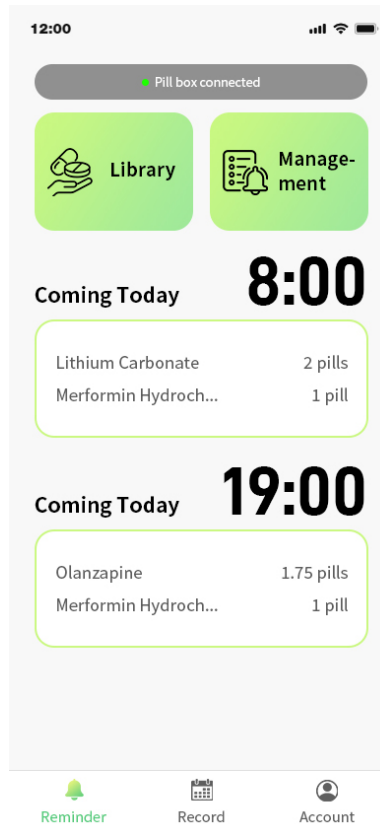 12:00
Pill box connected
Library
Manage-
ment
Coming Today 8:00
Lithium Carbonate 2 pills
Merformin Hydroch... 1 pill
Coming Today 19:00
Olanzapine 1.75 pills
Merformin Hydroch... 1 pill
Reminder Record Account